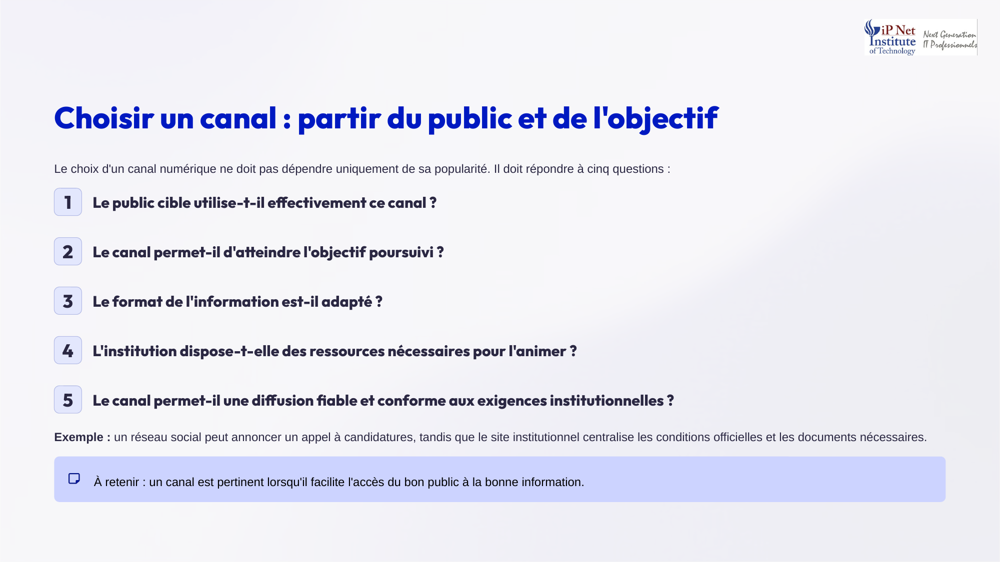 iP Net
Institute
of Technology
Next Generation
IT Professionnels
Choisir un canal : partir du public et de l'objectif
Le choix d'un canal numérique ne doit pas dépendre uniquement de sa popularité. Il doit répondre à cinq questions :
1 Le public cible utilise-t-il effectivement ce canal ?
2 Le canal permet-il d'atteindre l'objectif poursuivi ?
3 Le format de l'information est-il adapté ?
4 L'institution dispose-t-elle des ressources nécessaires pour l'animer ?
5 Le canal permet-il une diffusion fiable et conforme aux exigences institutionnelles ?
Exemple : un réseau social peut annoncer un appel à candidatures, tandis que le site institutionnel centralise les conditions officielles et les documents nécessaires.
À retenir : un canal est pertinent lorsqu'il facilite l'accès du bon public à la bonne information.